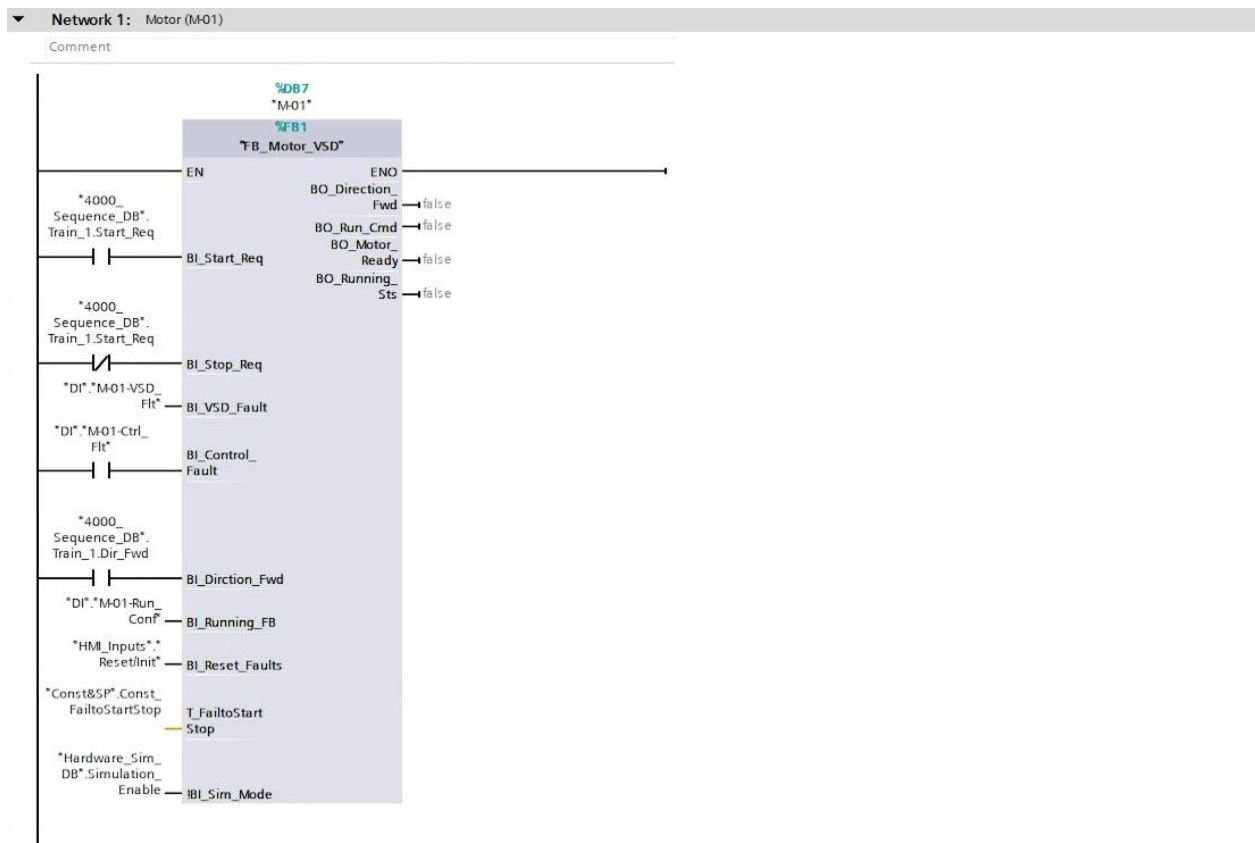 Network 1: Motor (M-01)
Comment
%DB7
"M-01"
%FB1
"FB_Motor_VSD"
EN
ENO
BO_Direction_
Fwd
false
BO_Run_Cmd
false
BO_Motor_
Ready
false
BO_Running_
Sts
false
"4000_
Sequence_DB".
Train_1.Start_Req
BI_Start_Req
"4000_
Sequence_DB".
Train_1.Start_Req
BI_Stop_Req
"DI"."M-01-VSD_
Flt"
BI_VSD_Fault
"DI"."M-01-Ctrl_
Flt"
BI_Control_
Fault
"4000_
Sequence_DB".
Train_1.Dir_Fwd
BI_Dirction_Fwd
"DI"."M-01-Run_
Conf"
BI_Running_FB
"HMI_Inputs"."
Reset/Init"
BI_Reset_Faults
"Const&SP".Const_
FailtoStartStop
T_FailtoStart
Stop
"Hardware_Sim_
DB".Simulation_
Enable
!BI_Sim_Mode